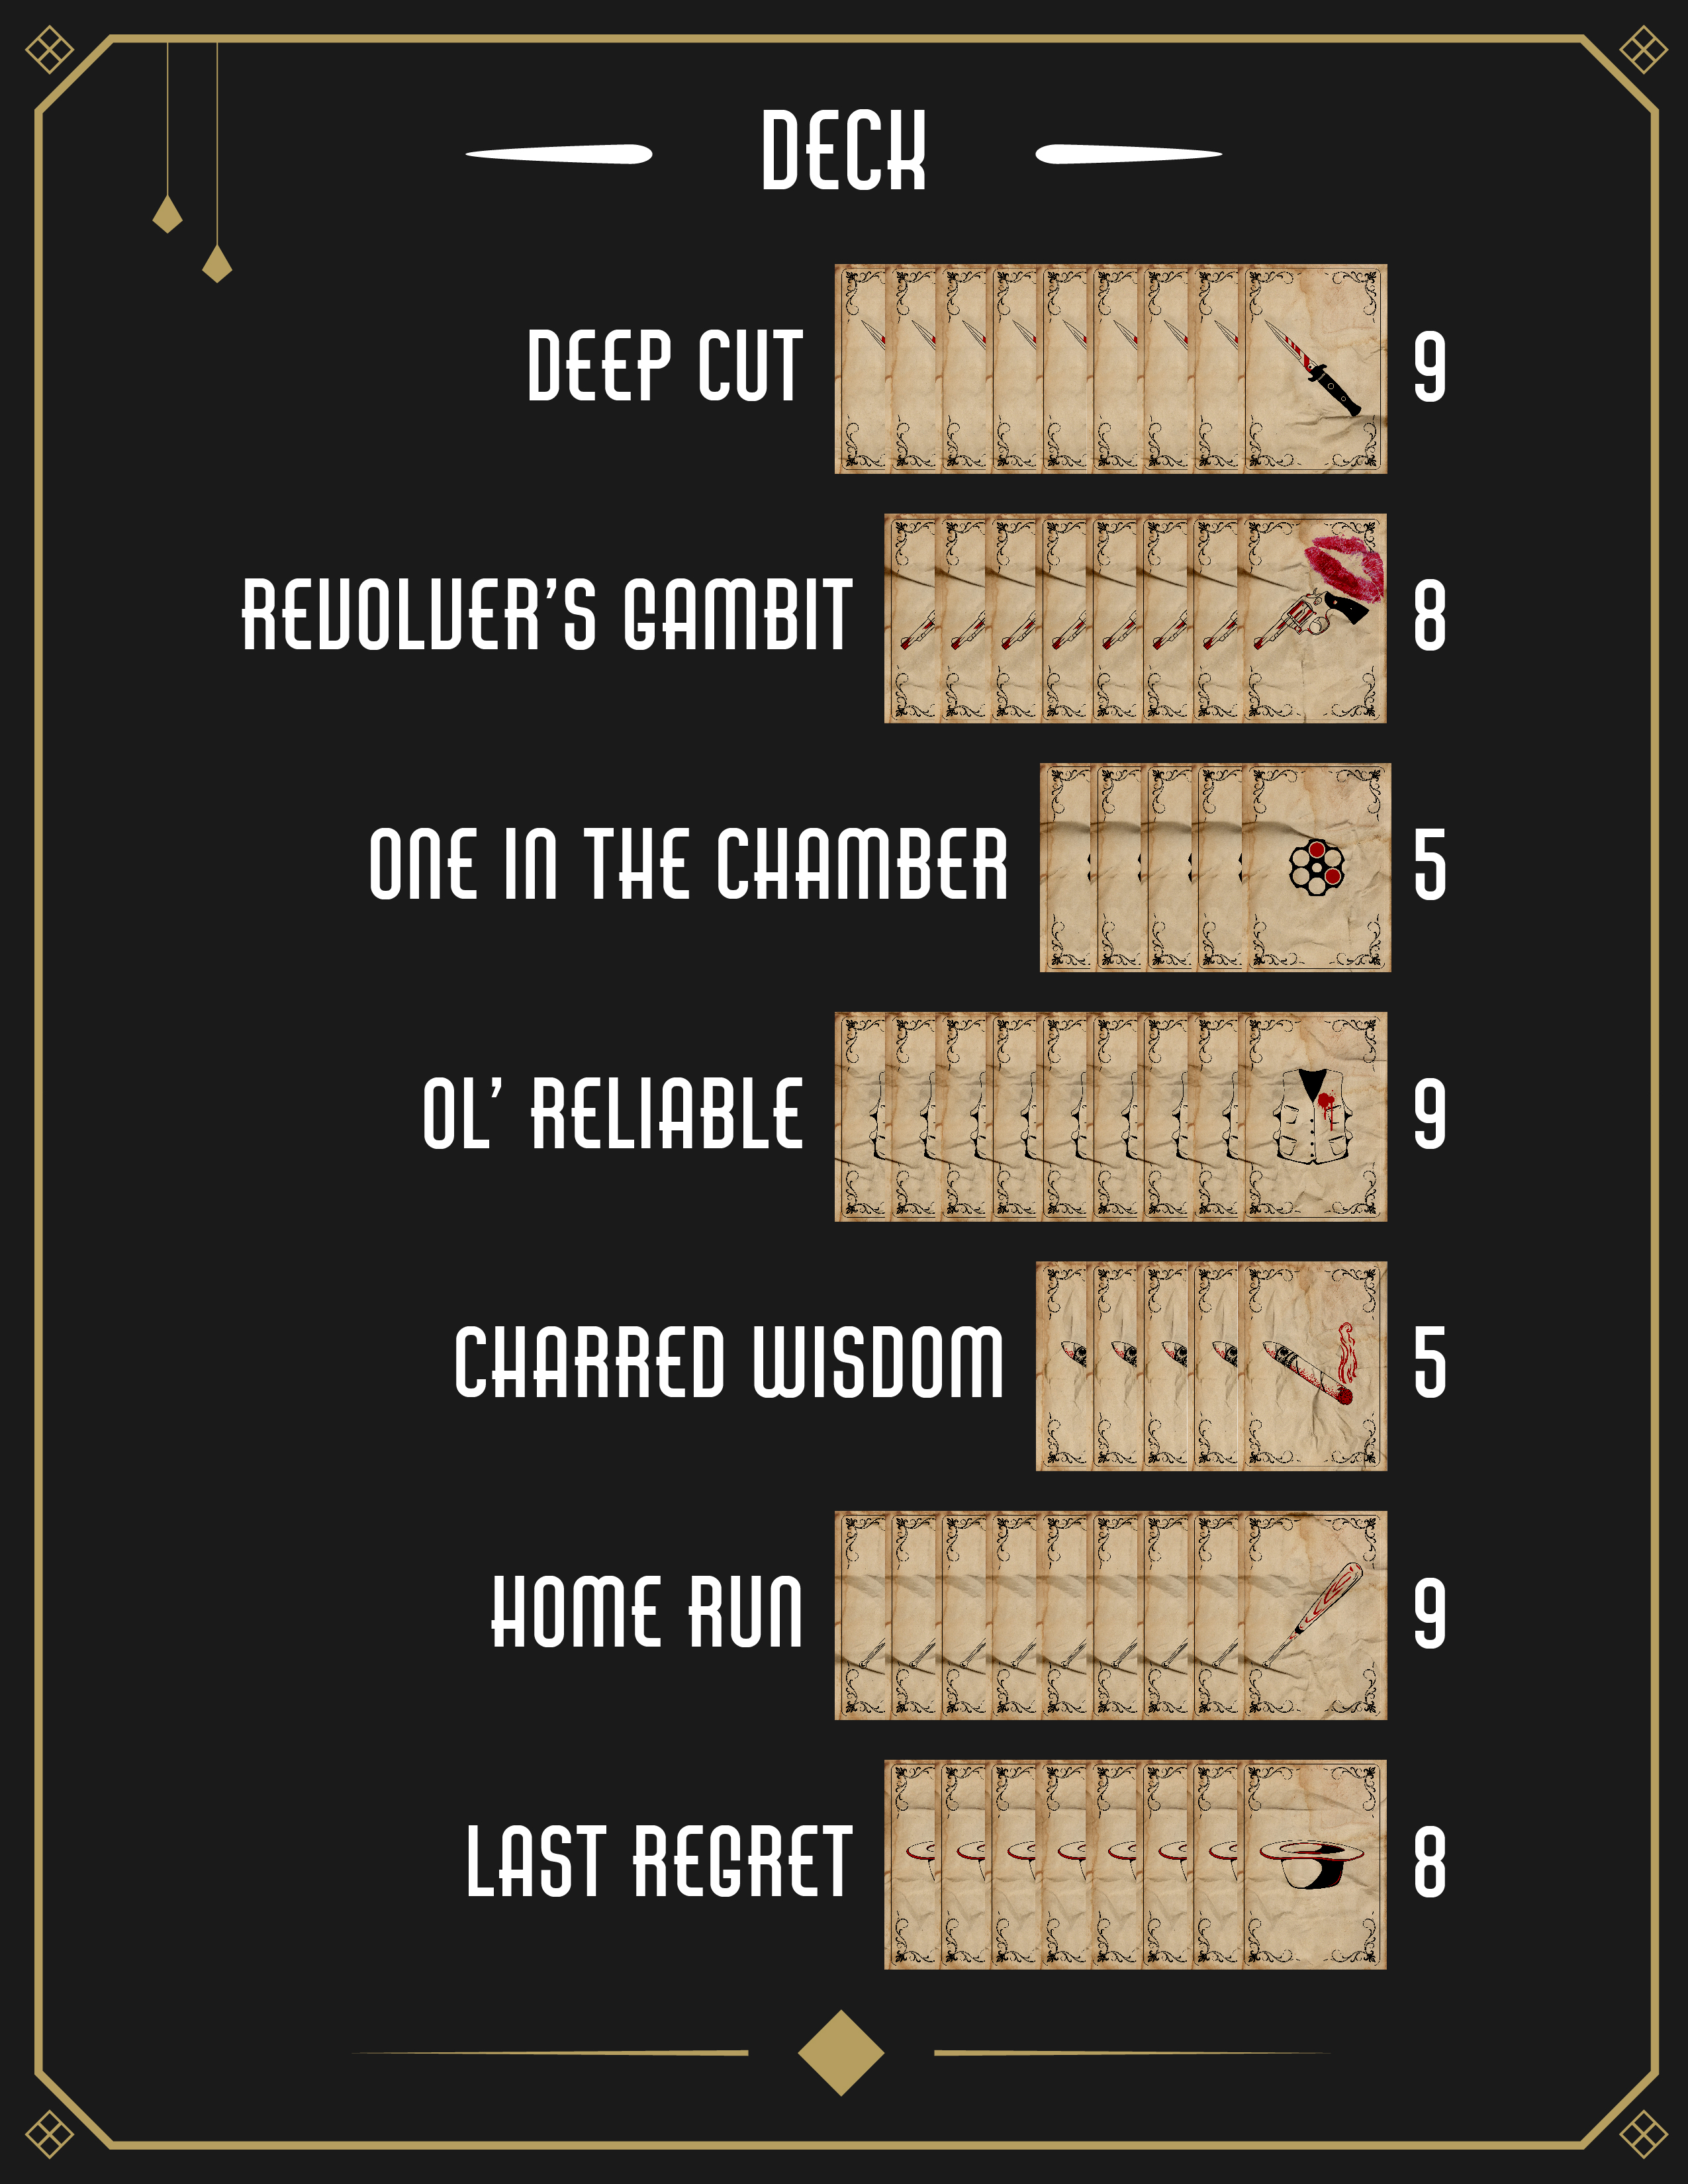 DECK
DEEP CUT 9
REVOLVER'S GAMBIT 8
ONE IN THE CHAMBER 5
OL' RELIABLE 9
CHARRED WISDOM 5
HOME RUN 9
LAST REGRET 8